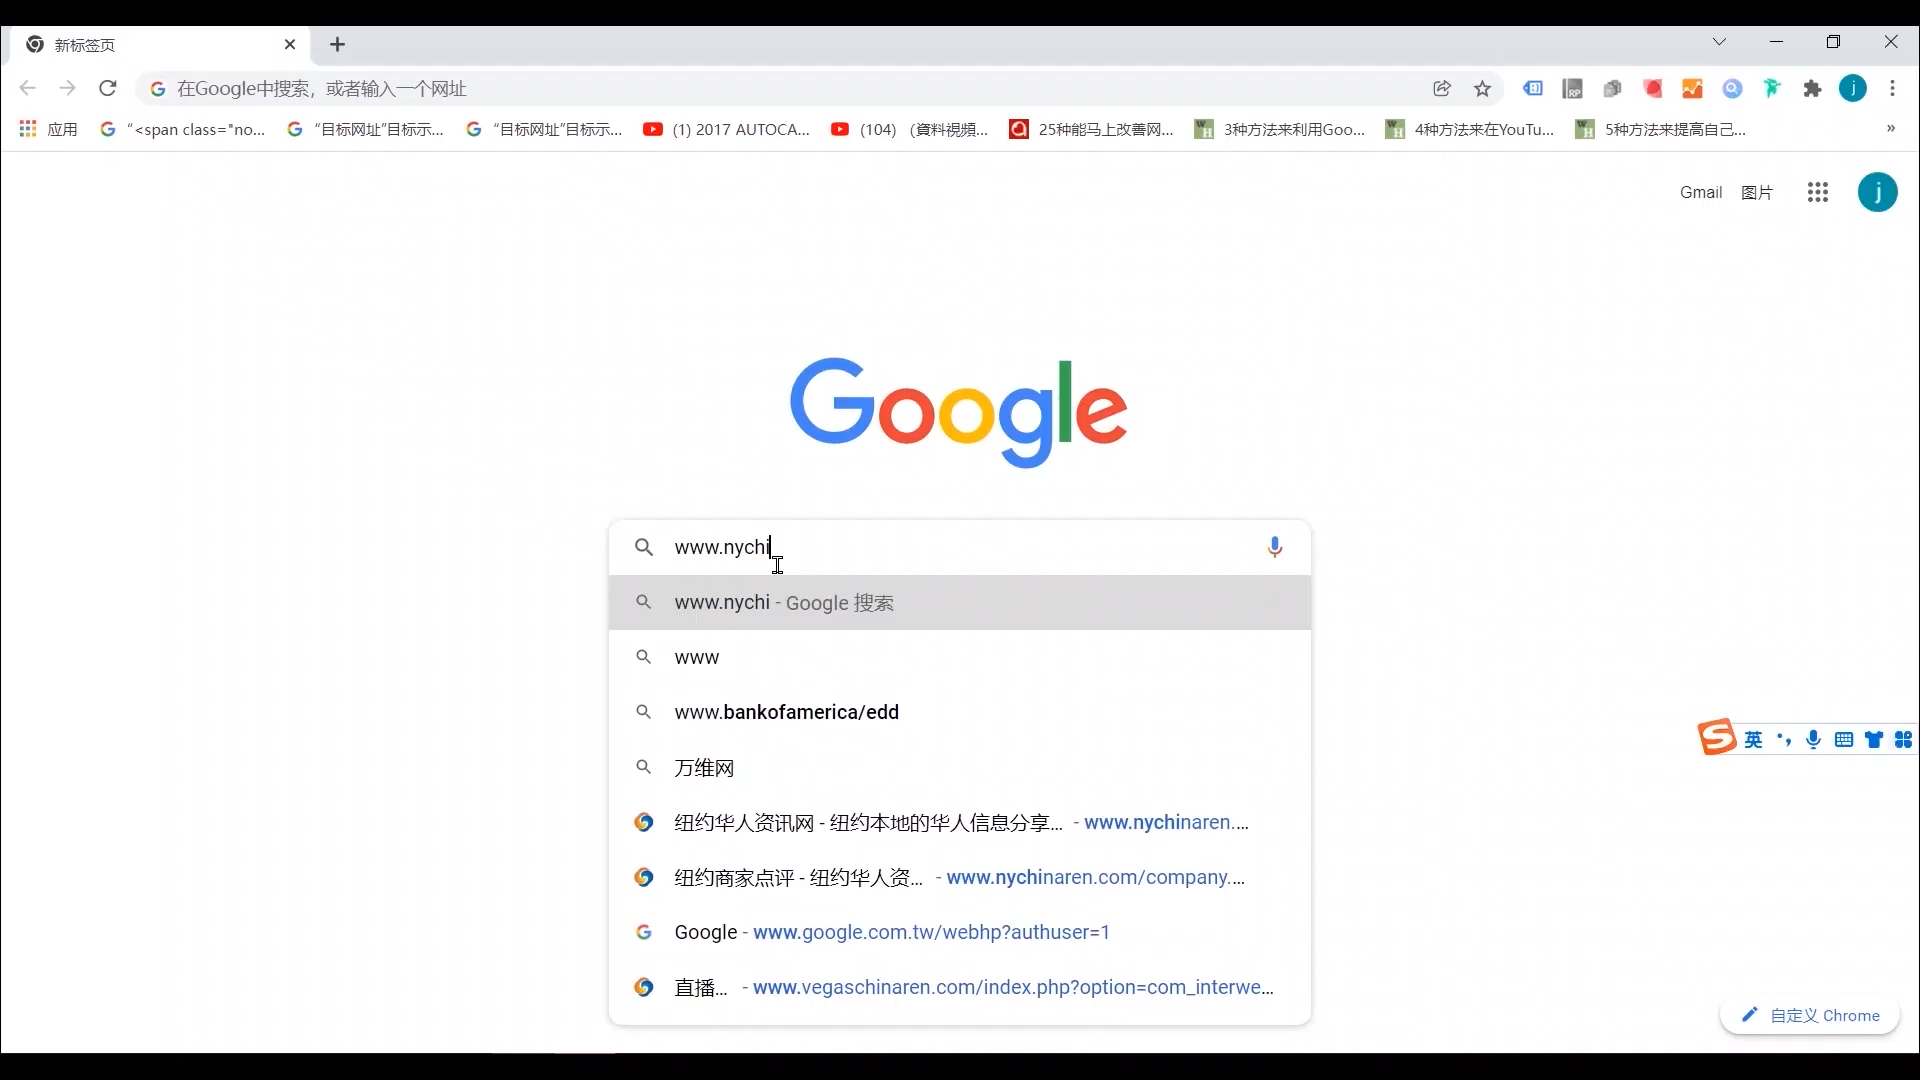 新标签页
在Google中搜索，或者输入一个网址
应用 “<span class="no... “目标网址”目标示... “目标网址”目标示... (1) 2017 AUTOCA... (104) （資料視頻... 25种能马上改善网... 3种方法来利用Goo... 4种方法来在YouTu... 5种方法来提高自己... »
Gmail 图片 j
Google
www.nychi
www.nychi - Google 搜索
www
www.bankofamerica/edd
万维网
纽约华人资讯网 - 纽约本地的华人信息分享... - www.nychinaren....
纽约商家点评 - 纽约华人资... - www.nychinaren.com/company....
Google - www.google.com.tw/webhp?authuser=1
直播... - www.vegaschinaren.com/index.php?option=com_interwe...
英
自定义 Chrome